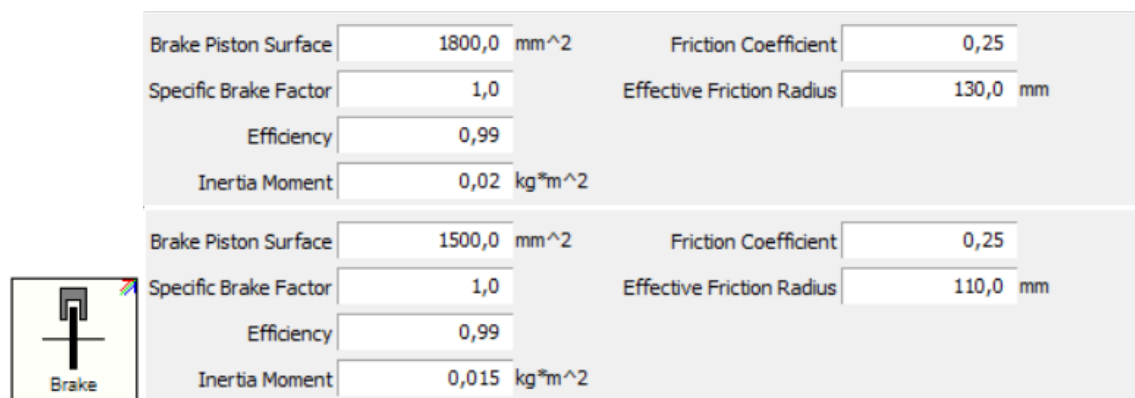 Brake Piston Surface 1800,0 mm^2 Friction Coefficient 0,25
Specific Brake Factor 1,0 Effective Friction Radius 130,0 mm
Efficiency 0,99
Inertia Moment 0,02 kg*m^2
Brake Piston Surface 1500,0 mm^2 Friction Coefficient 0,25
Specific Brake Factor 1,0 Effective Friction Radius 110,0 mm
Efficiency 0,99
Inertia Moment 0,015 kg*m^2
Brake